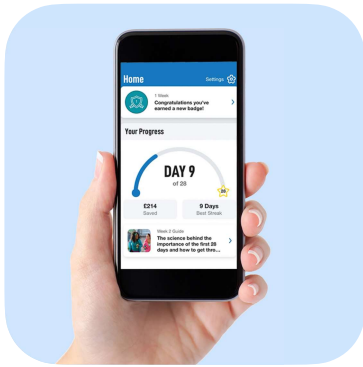 Home
Settings
1 Week
Congratulations you've
earned a new badge!
Your Progress
DAY 9
of 28
28
£214
Saved
9 Days
Best Streak
Week 2 Guide
The science behind the
importance of the first 28
days and how to get thro...